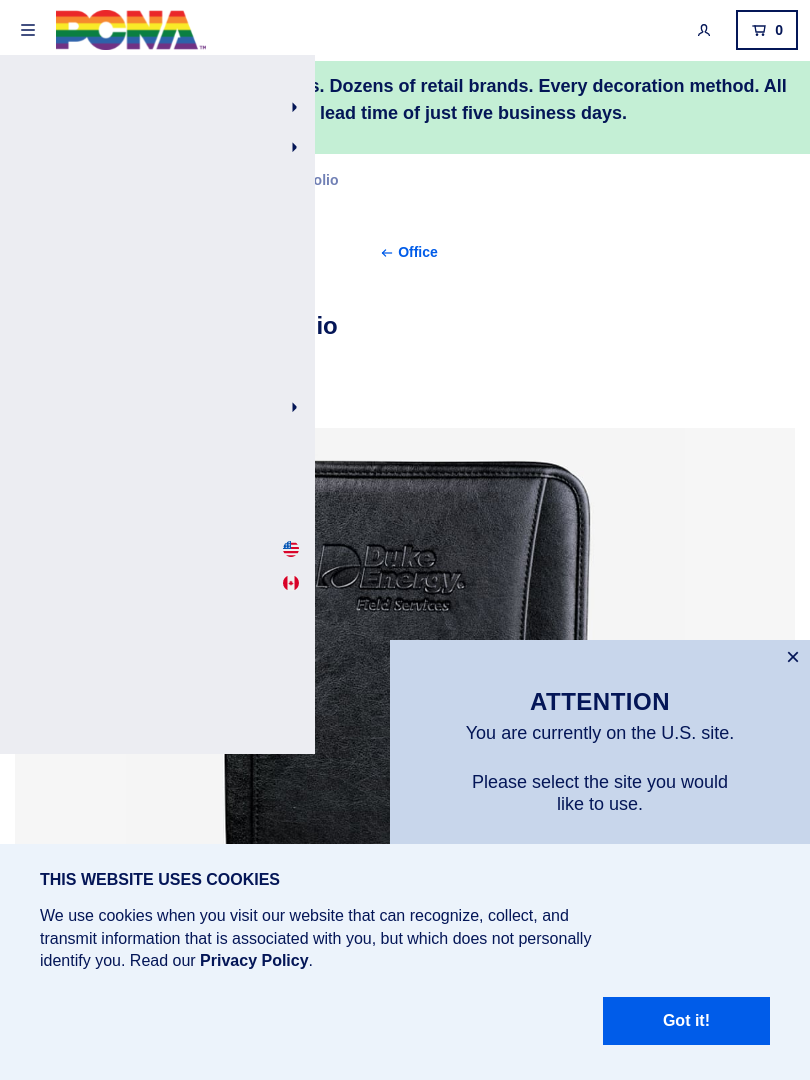 PCNA™
0
s. Dozens of retail brands. Every decoration method. All
lead time of just five business days.
olio
← Office
io
Duke
Energy®
Field Services
×
ATTENTION
You are currently on the U.S. site.
Please select the site you would
like to use.
THIS WEBSITE USES COOKIES
We use cookies when you visit our website that can recognize, collect, and
transmit information that is associated with you, but which does not personally
identify you. Read our Privacy Policy.
Got it!